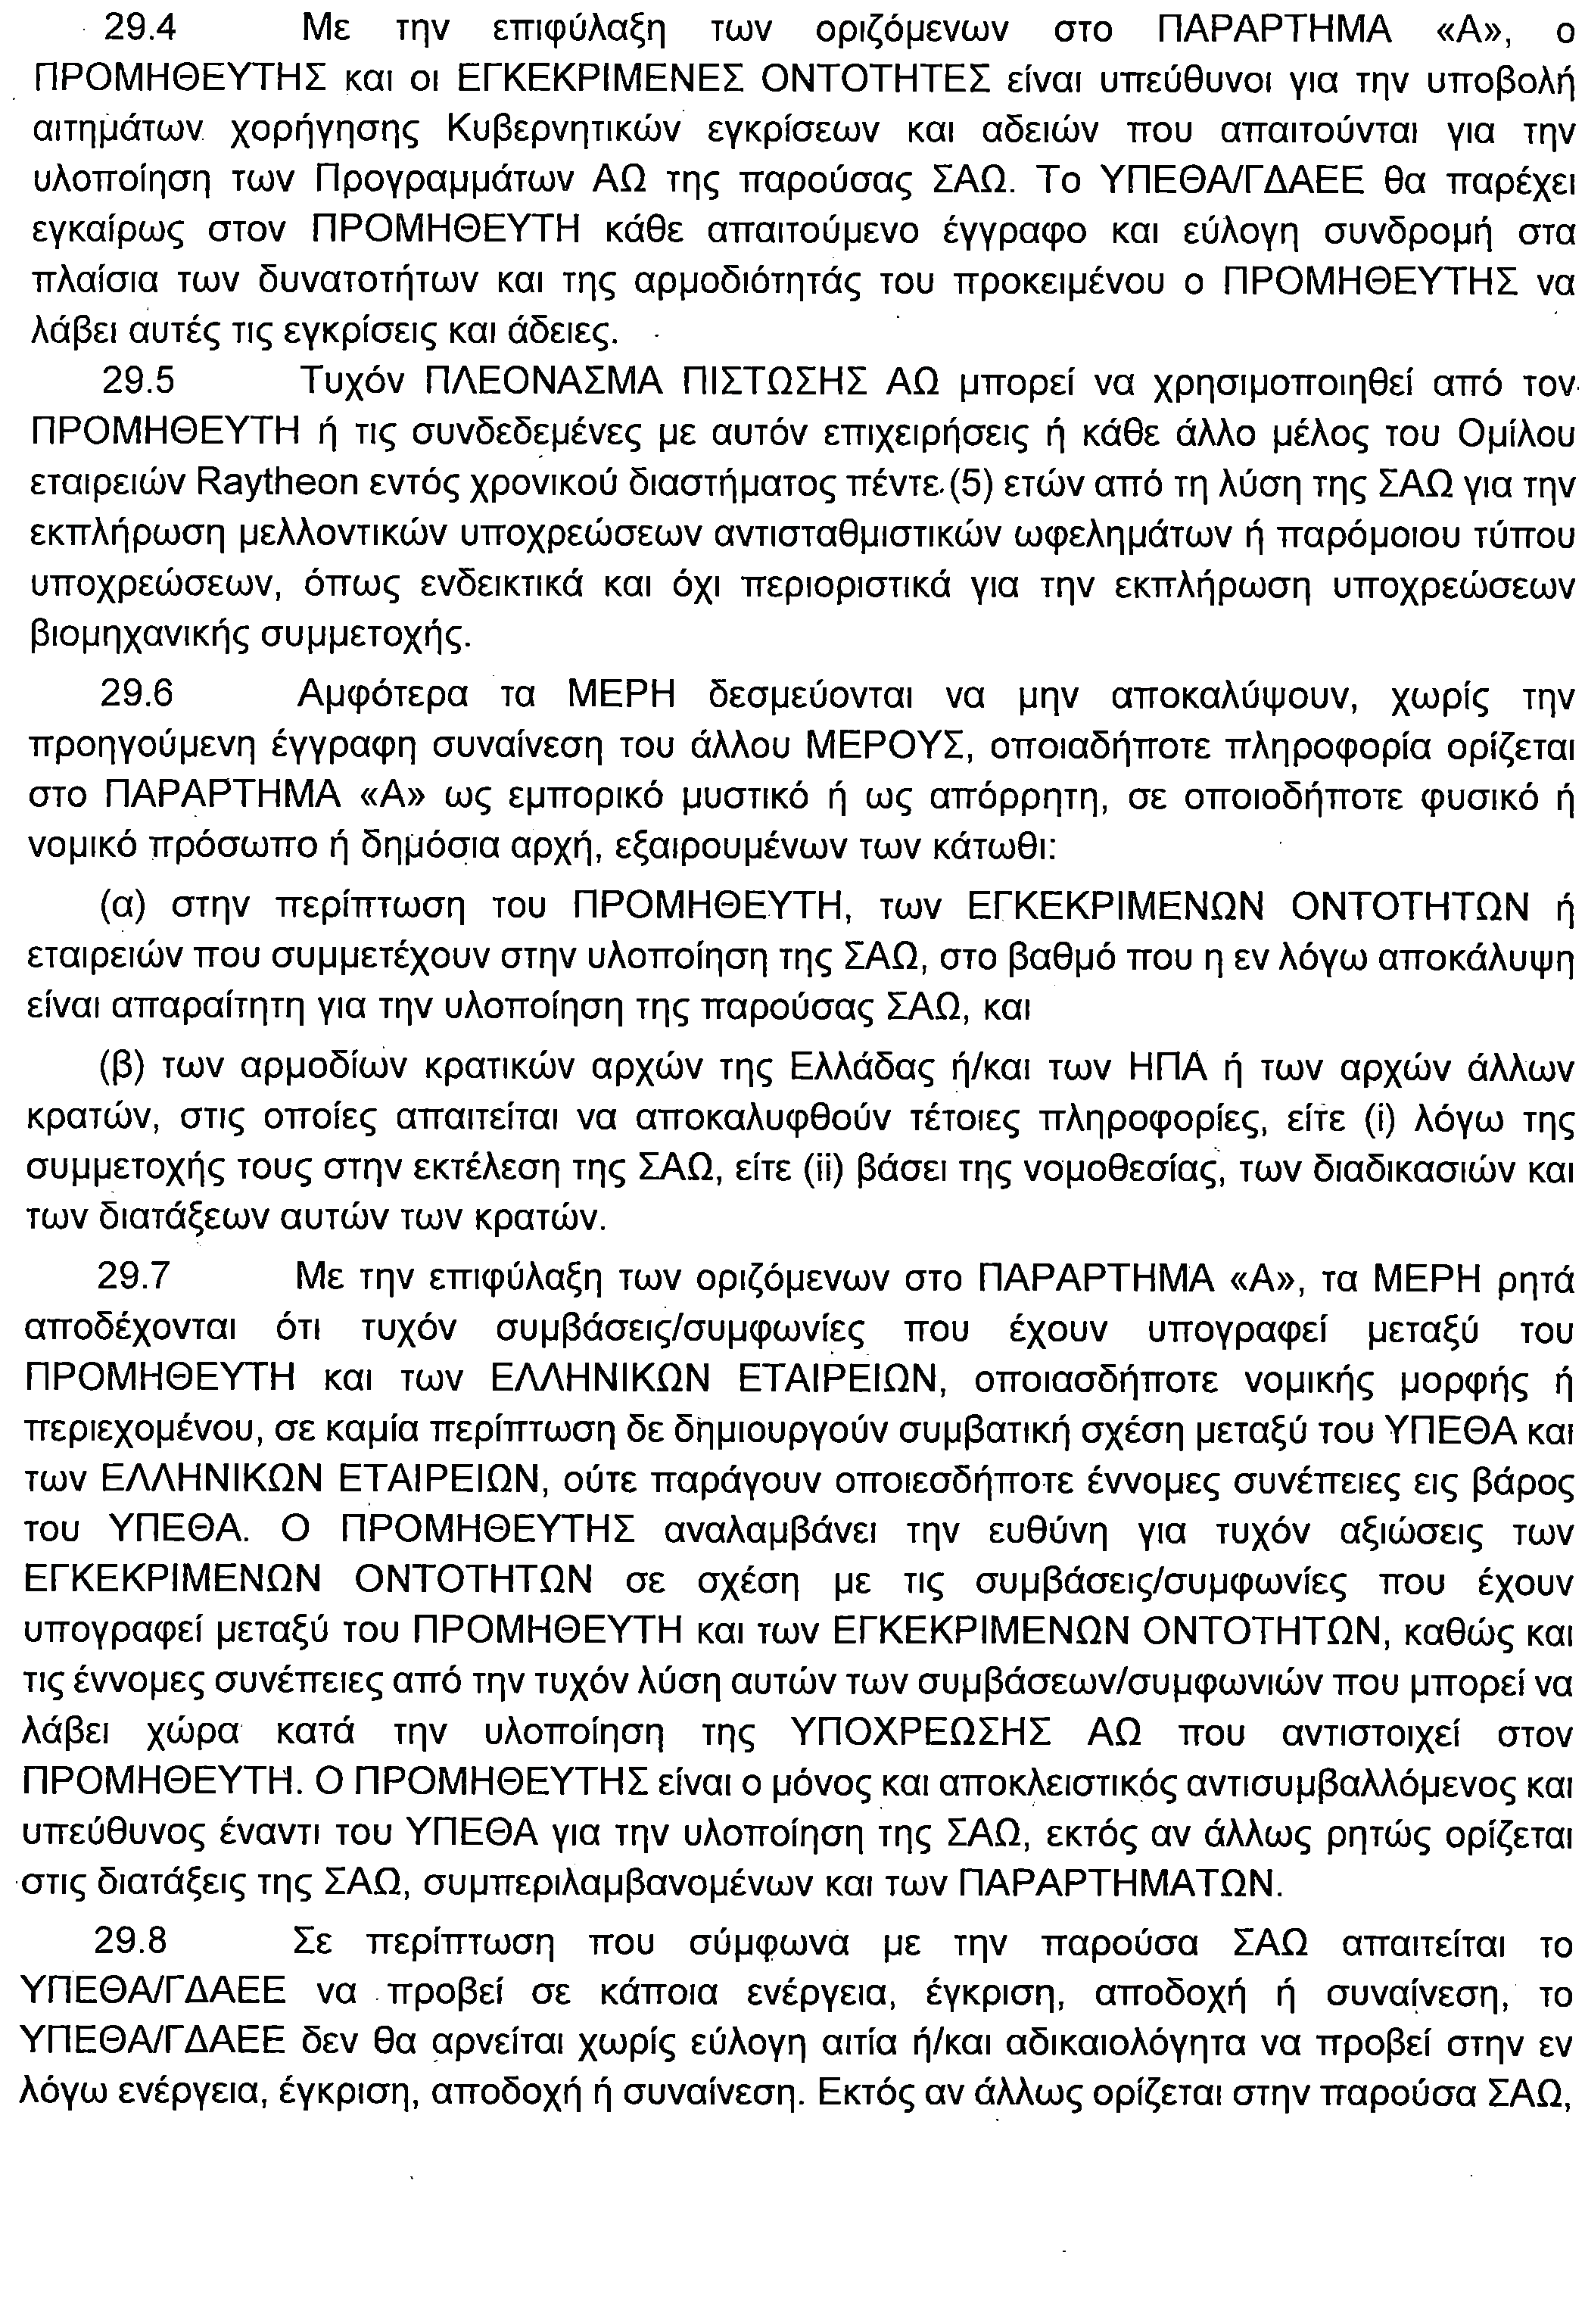 29.4 Με την επιφύλαξη των οριζόμενων στο ΠΑΡΑΡΤΗΜΑ «Α», ο
ΠΡΟΜΗΘΕΥΤΗΣ και οι ΕΓΚΕΚΡΙΜΕΝΕΣ ΟΝΤΟΤΗΤΕΣ είναι υπεύθυνοι για την υποβολή
αιτημάτων χορήγησης Κυβερνητικών εγκρίσεων και αδειών που απαιτούνται για την
υλοποίηση των Προγραμμάτων ΑΩ της παρούσας ΣΑΩ. Το ΥΠΕΘΑ/ΓΔΑΕΕ θα παρέχει
εγκαίρως στον ΠΡΟΜΗΘΕΥΤΗ κάθε απαιτούμενο έγγραφο και εύλογη συνδρομή στα
πλαίσια των δυνατοτήτων και της αρμοδιότητάς του προκειμένου ο ΠΡΟΜΗΘΕΥΤΗΣ να
λάβει αυτές τις εγκρίσεις και άδειες.
29.5 Τυχόν ΠΛΕΟΝΑΣΜΑ ΠΙΣΤΩΣΗΣ ΑΩ μπορεί να χρησιμοποιηθεί από τον
ΠΡΟΜΗΘΕΥΤΗ ή τις συνδεδεμένες με αυτόν επιχειρήσεις ή κάθε άλλο μέλος του Ομίλου
εταιρειών Raytheon εντός χρονικού διαστήματος πέντε (5) ετών από τη λύση της ΣΑΩ για την
εκπλήρωση μελλοντικών υποχρεώσεων αντισταθμιστικών ωφελημάτων ή παρόμοιου τύπου
υποχρεώσεων, όπως ενδεικτικά και όχι περιοριστικά για την εκπλήρωση υποχρεώσεων
βιομηχανικής συμμετοχής.
29.6 Αμφότερα τα ΜΕΡΗ δεσμεύονται να μην αποκαλύψουν, χωρίς την
προηγούμενη έγγραφη συναίνεση του άλλου ΜΕΡΟΥΣ, οποιαδήποτε πληροφορία ορίζεται
στο ΠΑΡΑΡΤΗΜΑ «Α» ως εμπορικό μυστικό ή ως απόρρητη, σε οποιοδήποτε φυσικό ή
νομικό πρόσωπο ή δημόσια αρχή, εξαιρουμένων των κάτωθι:
(α) στην περίπτωση του ΠΡΟΜΗΘΕΥΤΗ, των ΕΓΚΕΚΡΙΜΕΝΩΝ ΟΝΤΟΤΗΤΩΝ ή
εταιρειών που συμμετέχουν στην υλοποίηση της ΣΑΩ, στο βαθμό που η εν λόγω αποκάλυψη
είναι απαραίτητη για την υλοποίηση της παρούσας ΣΑΩ, και
(β) των αρμοδίων κρατικών αρχών της Ελλάδας ή/και των ΗΠΑ ή των αρχών άλλων
κρατών, στις οποίες απαιτείται να αποκαλυφθούν τέτοιες πληροφορίες, είτε (i) λόγω της
συμμετοχής τους στην εκτέλεση της ΣΑΩ, είτε (ii) βάσει της νομοθεσίας, των διαδικασιών και
των διατάξεων αυτών των κρατών.
29.7 Με την επιφύλαξη των οριζόμενων στο ΠΑΡΑΡΤΗΜΑ «Α», τα ΜΕΡΗ ρητά
αποδέχονται ότι τυχόν συμβάσεις/συμφωνίες που έχουν υπογραφεί μεταξύ του
ΠΡΟΜΗΘΕΥΤΗ και των ΕΛΛΗΝΙΚΩΝ ΕΤΑΙΡΕΙΩΝ, οποιασδήποτε νομικής μορφής ή
περιεχομένου, σε καμία περίπτωση δε δημιουργούν συμβατική σχέση μεταξύ του ΥΠΕΘΑ και
των ΕΛΛΗΝΙΚΩΝ ΕΤΑΙΡΕΙΩΝ, ούτε παράγουν οποιεσδήποτε έννομες συνέπειες εις βάρος
του ΥΠΕΘΑ. Ο ΠΡΟΜΗΘΕΥΤΗΣ αναλαμβάνει την ευθύνη για τυχόν αξιώσεις των
ΕΓΚΕΚΡΙΜΕΝΩΝ ΟΝΤΟΤΗΤΩΝ σε σχέση με τις συμβάσεις/συμφωνίες που έχουν
υπογραφεί μεταξύ του ΠΡΟΜΗΘΕΥΤΗ και των ΕΓΚΕΚΡΙΜΕΝΩΝ ΟΝΤΟΤΗΤΩΝ, καθώς και
τις έννομες συνέπειες από την τυχόν λύση αυτών των συμβάσεων/συμφωνιών που μπορεί να
λάβει χώρα κατά την υλοποίηση της ΥΠΟΧΡΕΩΣΗΣ ΑΩ που αντιστοιχεί στον
ΠΡΟΜΗΘΕΥΤΗ. Ο ΠΡΟΜΗΘΕΥΤΗΣ είναι ο μόνος και αποκλειστικός αντισυμβαλλόμενος και
υπεύθυνος έναντι του ΥΠΕΘΑ για την υλοποίηση της ΣΑΩ, εκτός αν άλλως ρητώς ορίζεται
στις διατάξεις της ΣΑΩ, συμπεριλαμβανομένων και των ΠΑΡΑΡΤΗΜΑΤΩΝ.
29.8 Σε περίπτωση που σύμφωνα με την παρούσα ΣΑΩ απαιτείται το
ΥΠΕΘΑ/ΓΔΑΕΕ να προβεί σε κάποια ενέργεια, έγκριση, αποδοχή ή συναίνεση, το
ΥΠΕΘΑ/ΓΔΑΕΕ δεν θα αρνείται χωρίς εύλογη αιτία ή/και αδικαιολόγητα να προβεί στην εν
λόγω ενέργεια, έγκριση, αποδοχή ή συναίνεση. Εκτός αν άλλως ορίζεται στην παρούσα ΣΑΩ,